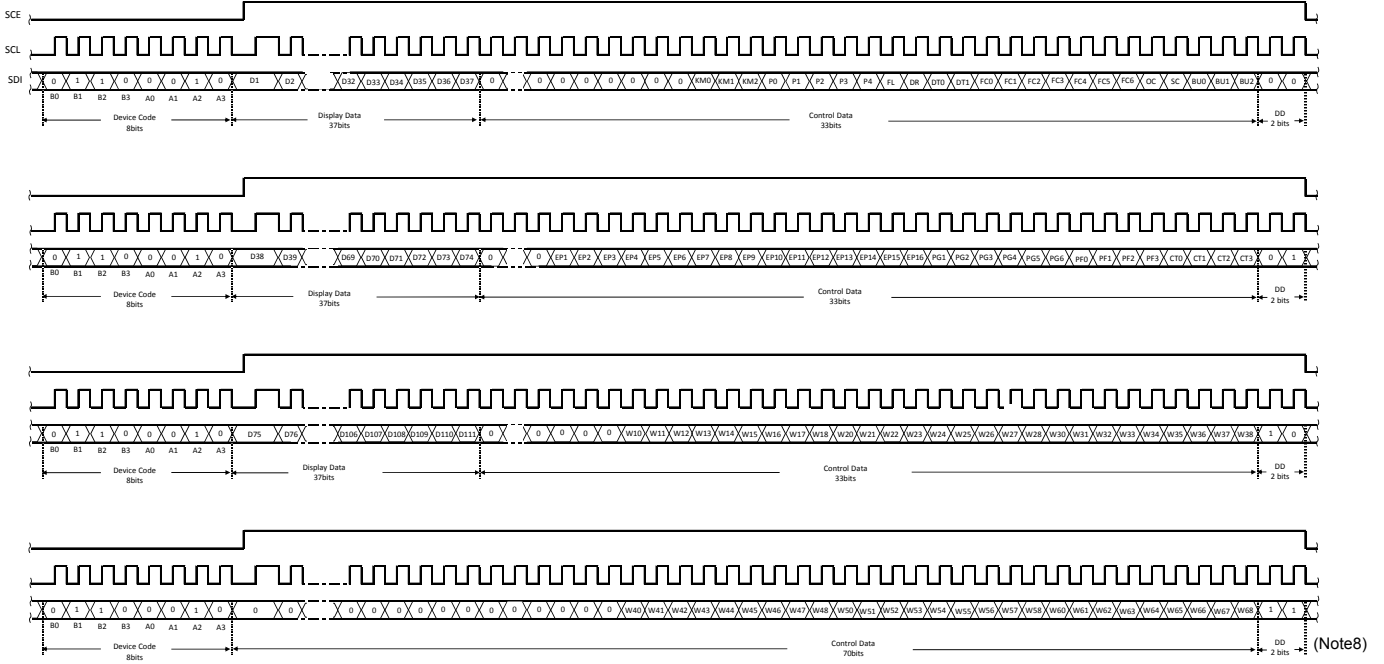 SCE
SCL
SDI 0 1 1 0 0 0 1 0 D1 D2 D32 D33 D34 D35 D36 D37 0 0 0 0 0 0 0 0 KM0 KM1 KM2 P0 P1 P2 P3 P4 FL DR DT0 DT1 FC0 FC1 FC2 FC3 FC4 FC5 FC6 OC SC BU0 BU1 BU2 0 0
B0 B1 B2 B3 A0 A1 A2 A3
Device Code
8bits
Display Data
37bits
Control Data
33bits
DD
2 bits
0 1 1 0 0 0 1 0 D38 D39 D69 D70 D71 D72 D73 D74 0 0 EP1 EP2 EP3 EP4 EP5 EP6 EP7 EP8 EP9 EP10 EP11 EP12 EP13 EP14 EP15 EP16 PG1 PG2 PG3 PG4 PG5 PG6 PF0 PF1 PF2 PF3 CT0 CT1 CT2 CT3 0 1
B0 B1 B2 B3 A0 A1 A2 A3
Device Code
8bits
Display Data
37bits
Control Data
33bits
DD
2 bits
0 1 1 0 0 0 1 0 D75 D76 D106 D107 D108 D109 D110 D111 0 0 0 0 0 W10 W11 W12 W13 W14 W15 W16 W17 W18 W20 W21 W22 W23 W24 W25 W26 W27 W28 W30 W31 W32 W33 W34 W35 W36 W37 W38 1 0
B0 B1 B2 B3 A0 A1 A2 A3
Device Code
8bits
Display Data
37bits
Control Data
33bits
DD
2 bits
0 1 1 0 0 0 1 0 0 0 0 0 0 0 0 0 0 0 0 0 0 0 W40 W41 W42 W43 W44 W45 W46 W47 W48 W50 W51 W52 W53 W54 W55 W56 W57 W58 W60 W61 W62 W63 W64 W65 W66 W67 W68 1 1
B0 B1 B2 B3 A0 A1 A2 A3
Device Code
8bits
Control Data
70bits
DD
2 bits
(Note8)